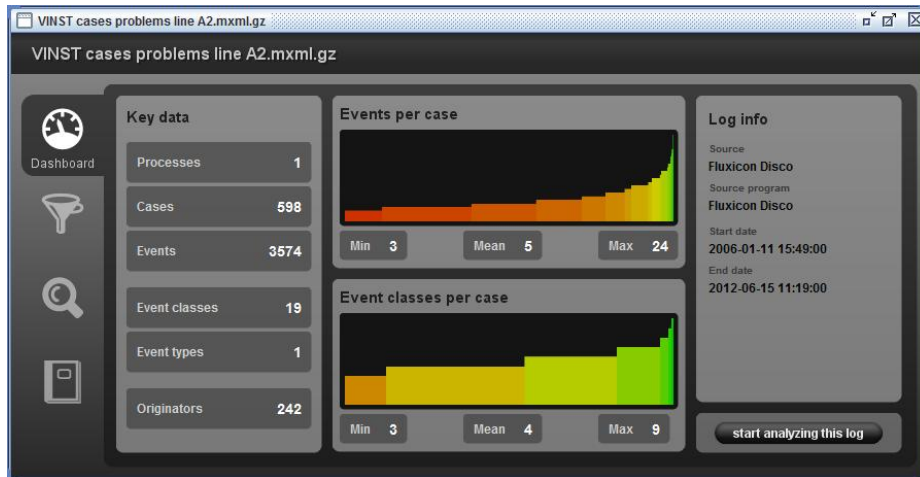 VINST cases problems line A2.mxml.gz
VINST cases problems line A2.mxml.gz
Dashboard
Key data
Processes 1
Cases 598
Events 3574
Event classes 19
Event types 1
Originators 242
Events per case
Min 3 Mean 5 Max 24
Event classes per case
Min 3 Mean 4 Max 9
Log info
Source
Fluxicon Disco
Source program
Fluxicon Disco
Start date
2006-01-11 15:49:00
End date
2012-06-15 11:19:00
start analyzing this log